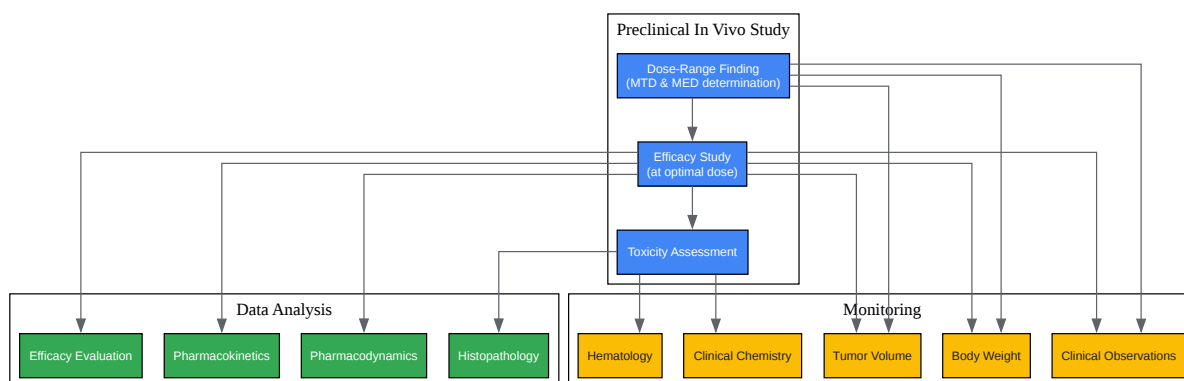 Preclinical In Vivo Study
Dose-Range Finding
(MTD & MED determination)
Efficacy Study
(at optimal dose)
Toxicity Assessment
Data Analysis
Monitoring
Efficacy Evaluation
Pharmacokinetics
Pharmacodynamics
Histopathology
Hematology
Clinical Chemistry
Tumor Volume
Body Weight
Clinical Observations